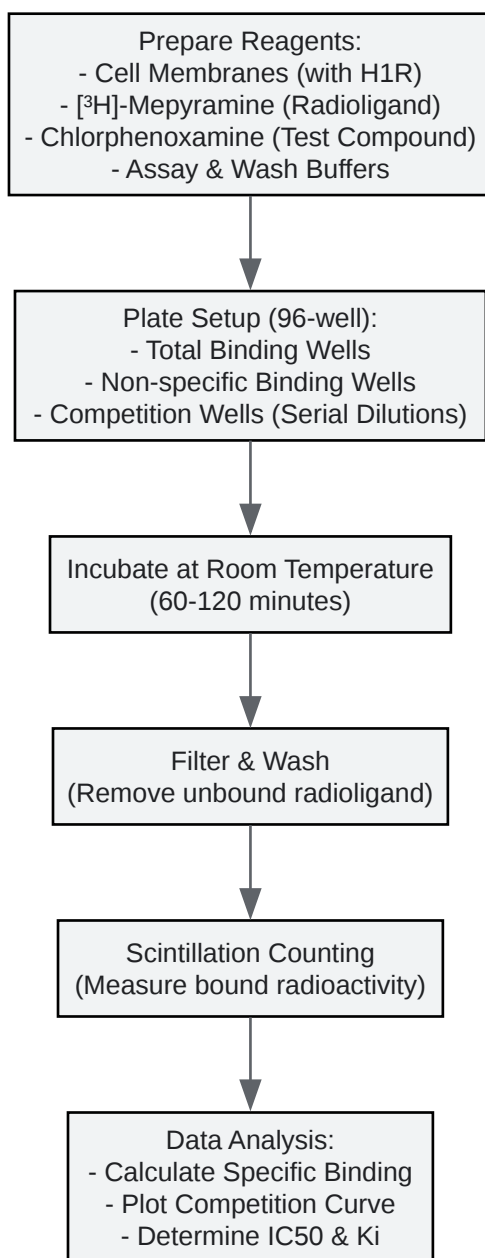 Prepare Reagents:
- Cell Membranes (with H1R)
- [³H]-Mepyramine (Radioligand)
- Chlorphenoxamine (Test Compound)
- Assay & Wash Buffers
Plate Setup (96-well):
- Total Binding Wells
- Non-specific Binding Wells
- Competition Wells (Serial Dilutions)
Incubate at Room Temperature
(60-120 minutes)
Filter & Wash
(Remove unbound radioligand)
Scintillation Counting
(Measure bound radioactivity)
Data Analysis:
- Calculate Specific Binding
- Plot Competition Curve
- Determine IC50 & Ki